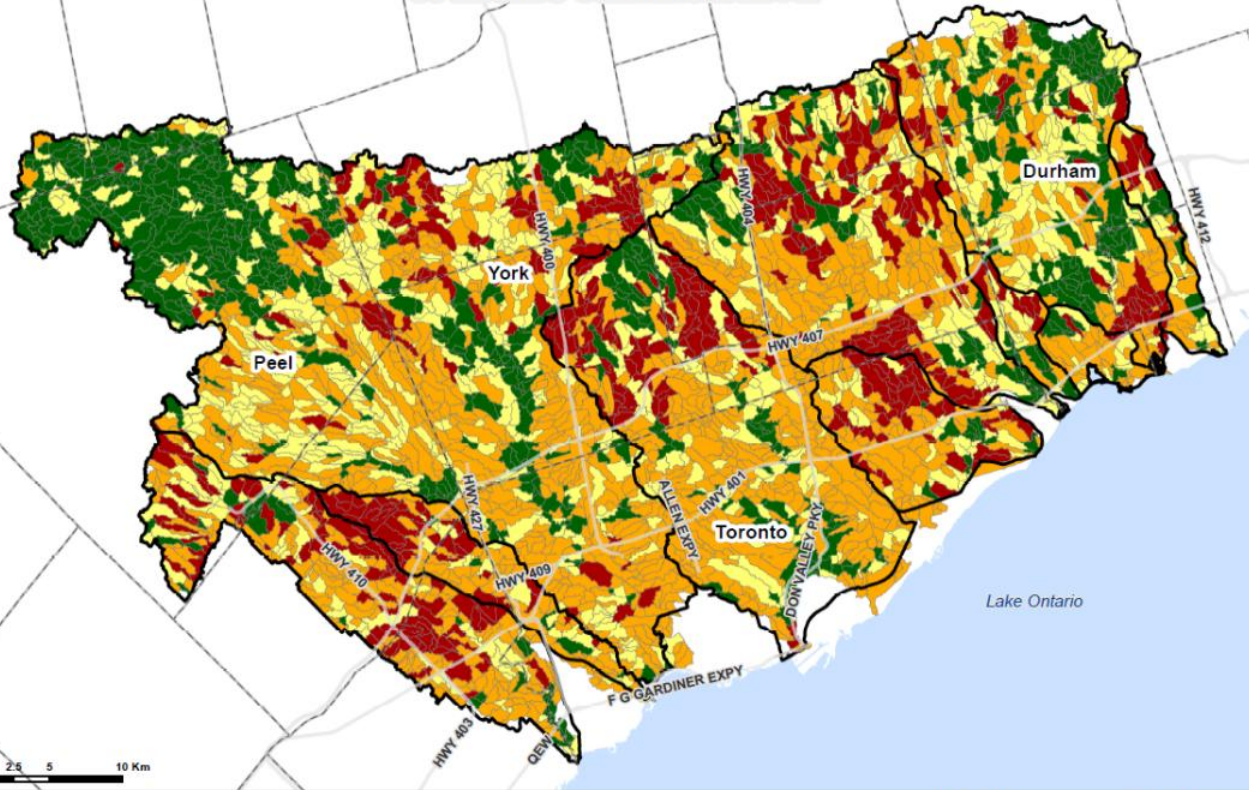 Durham
HWY 404
HWY 412
HWY 400
York
HWY 407
Peel
HWY 427
ALLEN EXPY
HWY 401
Toronto
DON VALLEY PKY
HWY 410
HWY 409
Lake Ontario
F G GARDINER EXPY
HWY 403
QEW
2.5 5 10 Km